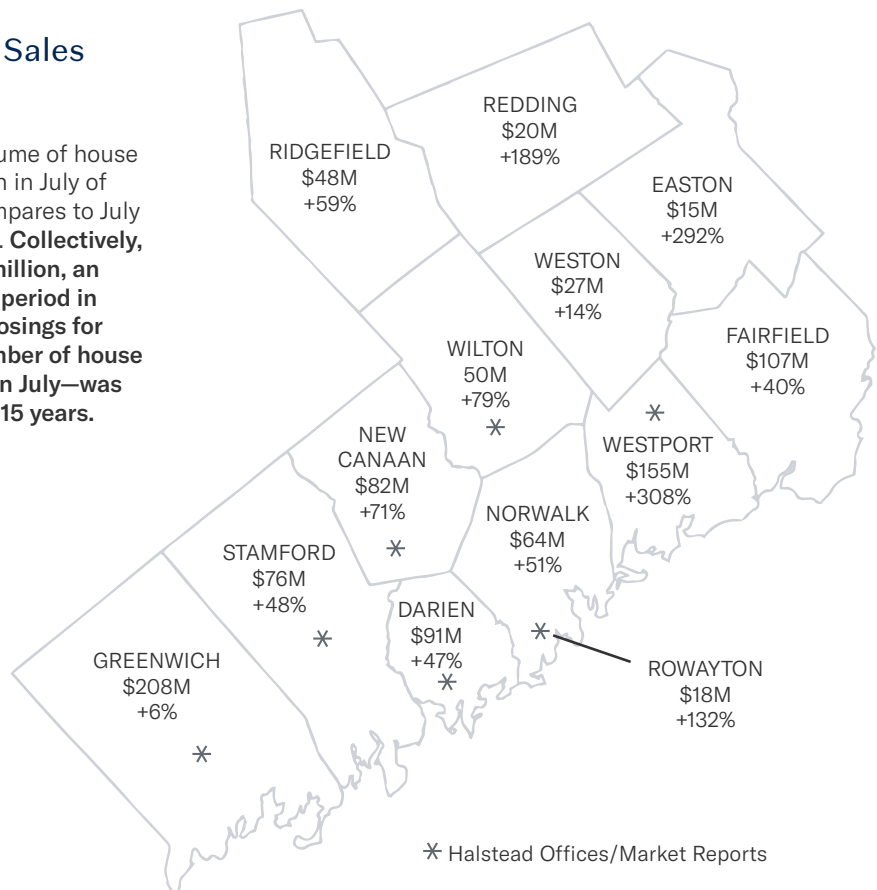 Sales
ume of house
n in July of
mpares to July
. Collectively,
million, an
period in
osings for
mber of house
n July—was
15 years.
RIDGEFIELD
$48M
+59%
REDDING
$20M
+189%
EASTON
$15M
+292%
WESTON
$27M
+14%
FAIRFIELD
$107M
+40%
WILTON
50M
+79%
WESTPORT
$155M
+308%
NEW
CANAAN
$82M
+71%
NORWALK
$64M
+51%
STAMFORD
$76M
+48%
DARIEN
$91M
+47%
GREENWICH
$208M
+6%
ROWAYTON
$18M
+132%
Halstead Offices/Market Reports